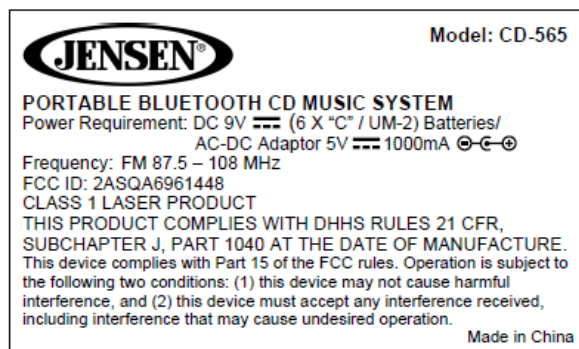 JENSEN®
Model: CD-565
PORTABLE BLUETOOTH CD MUSIC SYSTEM
Power Requirement: DC 9V ⎓ (6 X “C” / UM-2) Batteries/
AC-DC Adaptor 5V ⎓ 1000mA
Frequency: FM 87.5 – 108 MHz
FCC ID: 2ASQA6961448
CLASS 1 LASER PRODUCT
THIS PRODUCT COMPLIES WITH DHHS RULES 21 CFR,
SUBCHAPTER J, PART 1040 AT THE DATE OF MANUFACTURE.
This device complies with Part 15 of the FCC rules. Operation is subject to
the following two conditions: (1) this device may not cause harmful
interference, and (2) this device must accept any interference received,
including interference that may cause undesired operation.
Made in China